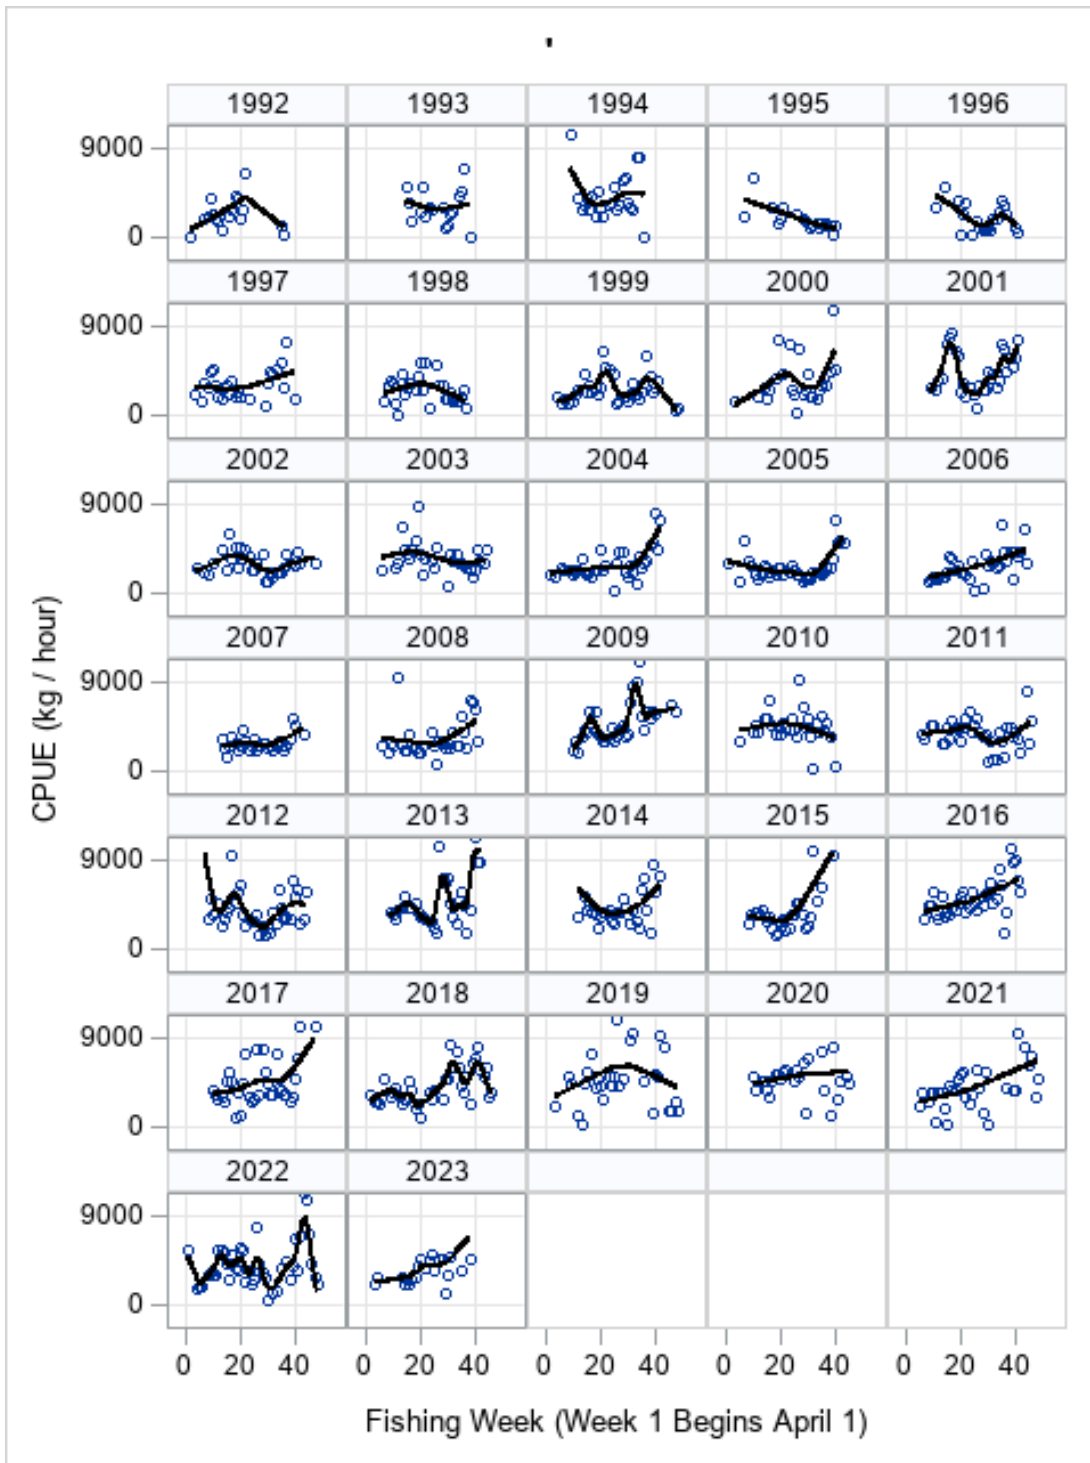 '
1992 1993 1994 1995 1996
9000
0
1997 1998 1999 2000 2001
9000
0
2002 2003 2004 2005 2006
9000
0
2007 2008 2009 2010 2011
9000
0
2012 2013 2014 2015 2016
9000
0
2017 2018 2019 2020 2021
9000
0
2022 2023
9000
0
CPUE (kg / hour)
0 20 40 0 20 40 0 20 40 0 20 40 0 20 40
Fishing Week (Week 1 Begins April 1)